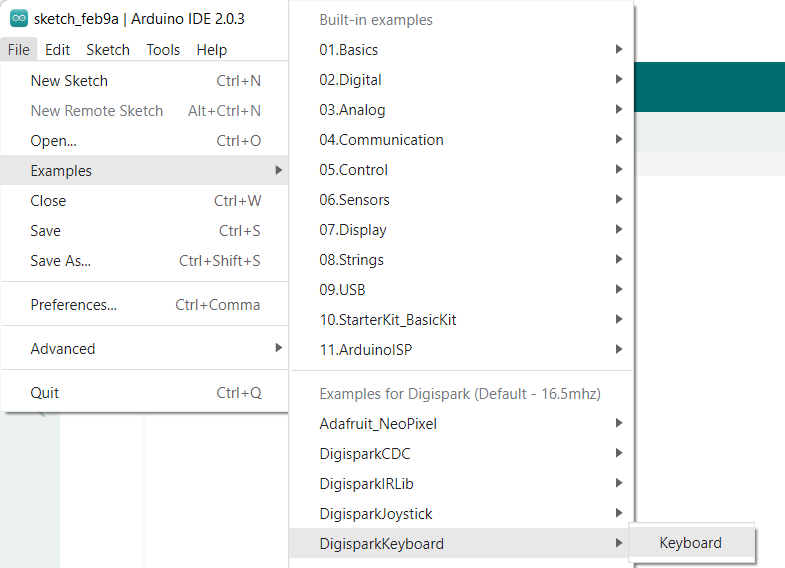 sketch_feb9a | Arduino IDE 2.0.3
File Edit Sketch Tools Help
New Sketch Ctrl+N
New Remote Sketch Alt+Ctrl+N
Open... Ctrl+O
Examples
Close Ctrl+W
Save Ctrl+S
Save As... Ctrl+Shift+S
Preferences... Ctrl+Comma
Advanced
Quit Ctrl+Q
Built-in examples
01.Basics
02.Digital
03.Analog
04.Communication
05.Control
06.Sensors
07.Display
08.Strings
09.USB
10.StarterKit_BasicKit
11.ArduinoISP
Examples for Digispark (Default - 16.5mhz)
Adafruit_NeoPixel
DigisparkCDC
DigisparkIRLib
DigisparkJoystick
DigisparkKeyboard
Keyboard